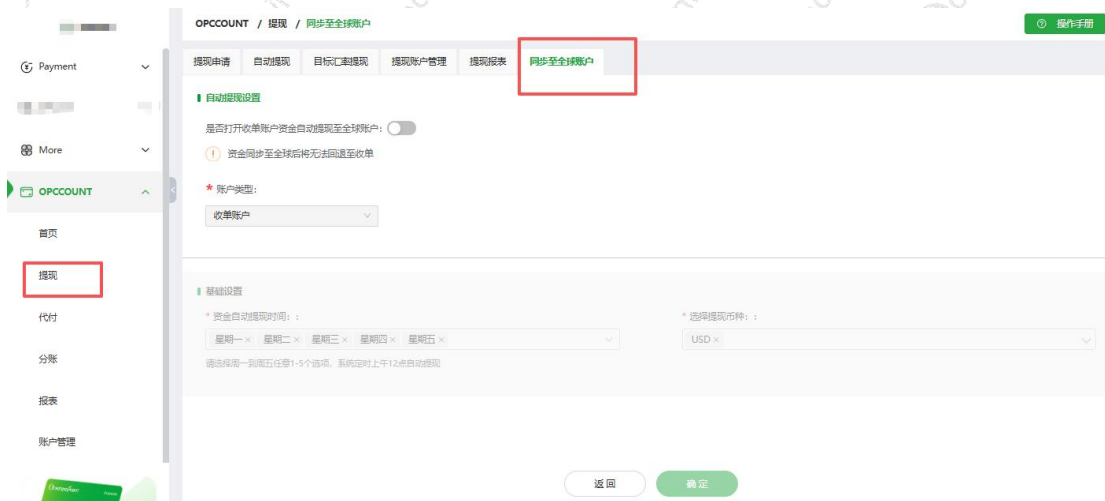 OPCCOUNT / 提现 / 同步至全球账户
操作手册
Payment
提现申请 自动提现 目标汇率提现 提现账户管理 提现报表 同步至全球账户
自动提现设置
是否打开收单账户资金自动提现至全球账户：
More
资金同步至全球后将无法回退至收单
OPCCOUNT
* 账户类型：
收单账户
首页
提现
基础设置
代付
* 资金自动提现时间：：
* 选择提现币种：：
星期一 × 星期二 × 星期三 × 星期四 × 星期五 ×
USD ×
分账
请选择周一到周五任意1-5个选项，系统定时上午12点自动提现
报表
账户管理
返 回
确 定